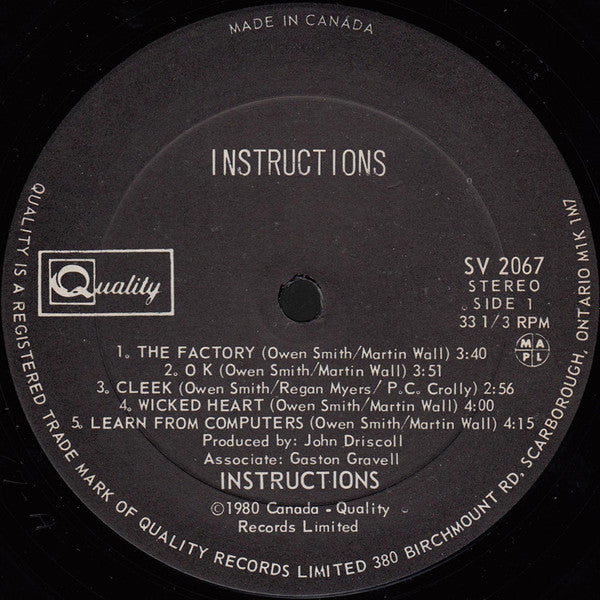 MADE IN CANADA
INSTRUCTIONS
Quality
SV 2067
STEREO
SIDE 1
33 1/3 RPM
M A P L
1. THE FACTORY (Owen Smith/Martin Wall) 3:40
2. O K (Owen Smith/Martin Wall) 3:51
3. CLEEK (Owen Smith/Regan Myers/ P.C. Crolly) 2:56
4. WICKED HEART (Owen Smith/Martin Wall) 4:00
5. LEARN FROM COMPUTERS (Owen Smith/Martin Wall) 4:15
Produced by: John Driscoll
Associate: Gaston Gravell
INSTRUCTIONS
©1980 Canada - Quality
Records Limited
QUALITY IS A REGISTERED TRADE MARK OF QUALITY RECORDS LIMITED 380 BIRCHMOUNT RD, SCARBOROUGH, ONTARIO M1K 1M7